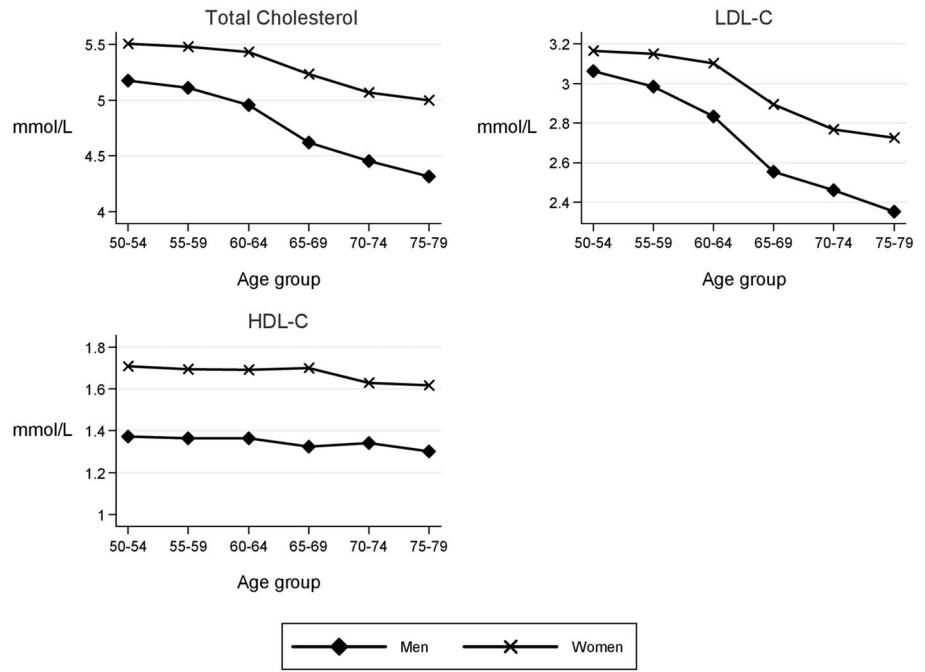 Total Cholesterol
5.5
5
4.5
4
mmol/L
50-54 55-59 60-64 65-69 70-74 75-79
Age group
LDL-C
3.2
3
2.8
2.6
2.4
mmol/L
50-54 55-59 60-64 65-69 70-74 75-79
Age group
HDL-C
1.8
1.6
1.4
1.2
1
mmol/L
50-54 55-59 60-64 65-69 70-74 75-79
Age group
Men Women